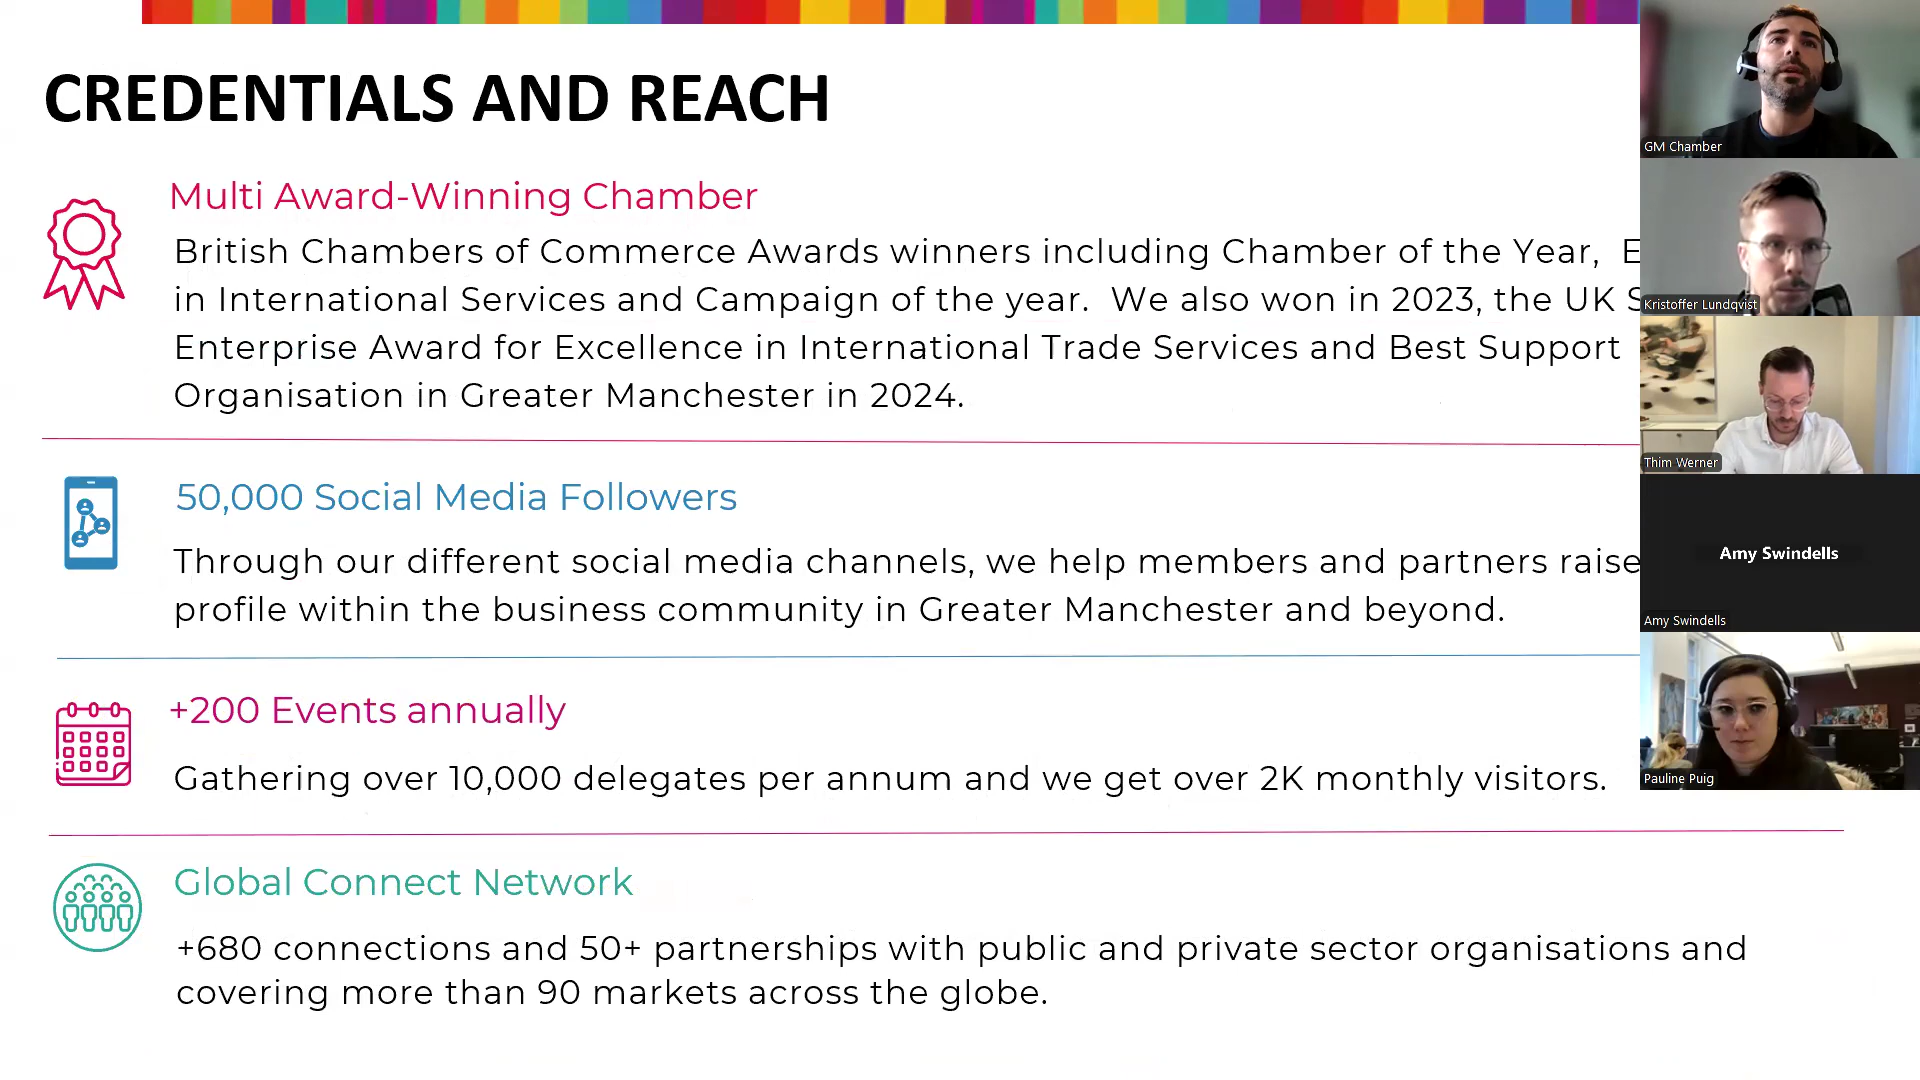 CREDENTIALS AND REACH
Multi Award-Winning Chamber
British Chambers of Commerce Awards winners including Chamber of the Year,
in International Services and Campaign of the year.  We also won in 2023, the UK
Enterprise Award for Excellence in International Trade Services and Best Support
Organisation in Greater Manchester in 2024.
50,000 Social Media Followers
Through our different social media channels, we help members and partners raise
profile within the business community in Greater Manchester and beyond.
+200 Events annually
Gathering over 10,000 delegates per annum and we get over 2K monthly visitors.
Global Connect Network
+680 connections and 50+ partnerships with public and private sector organisations and
covering more than 90 markets across the globe.
GM Chamber
Kristoffer Lundqvist
Thim Werner
Amy Swindells
Amy Swindells
Pauline Puig